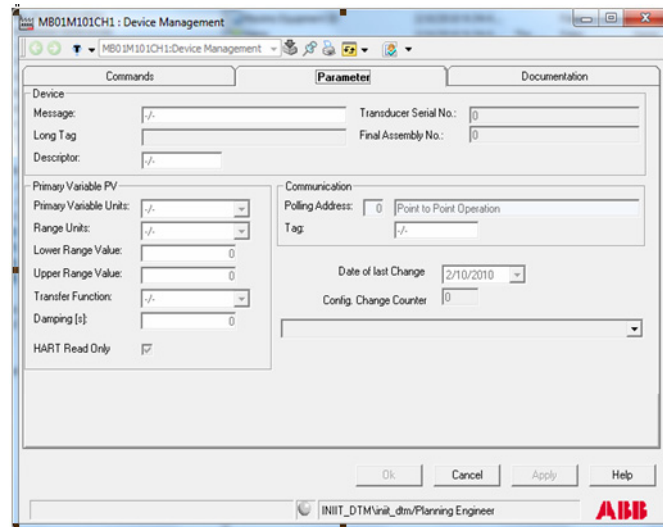 MB01M101CH1 : Device Management
MB01M101CH1:Device Management
Commands Parameter Documentation
Device
Message: -/- Transducer Serial No.: 0
Long Tag Final Assembly No.: 0
Descriptor: -/-
Primary Variable PV Communication
Primary Variable Units: -/- Polling Address: 0 Point to Point Operation
Range Units: -/- Tag: -/-
Lower Range Value: 0
Upper Range Value: 0 Date of last Change 2/10/2010
Transfer Function: -/- Config. Change Counter 0
Damping [s]: 0
HART Read Only
Ok Cancel Apply Help
INIIT_DTM\init_dtm/Planning Engineer ABB